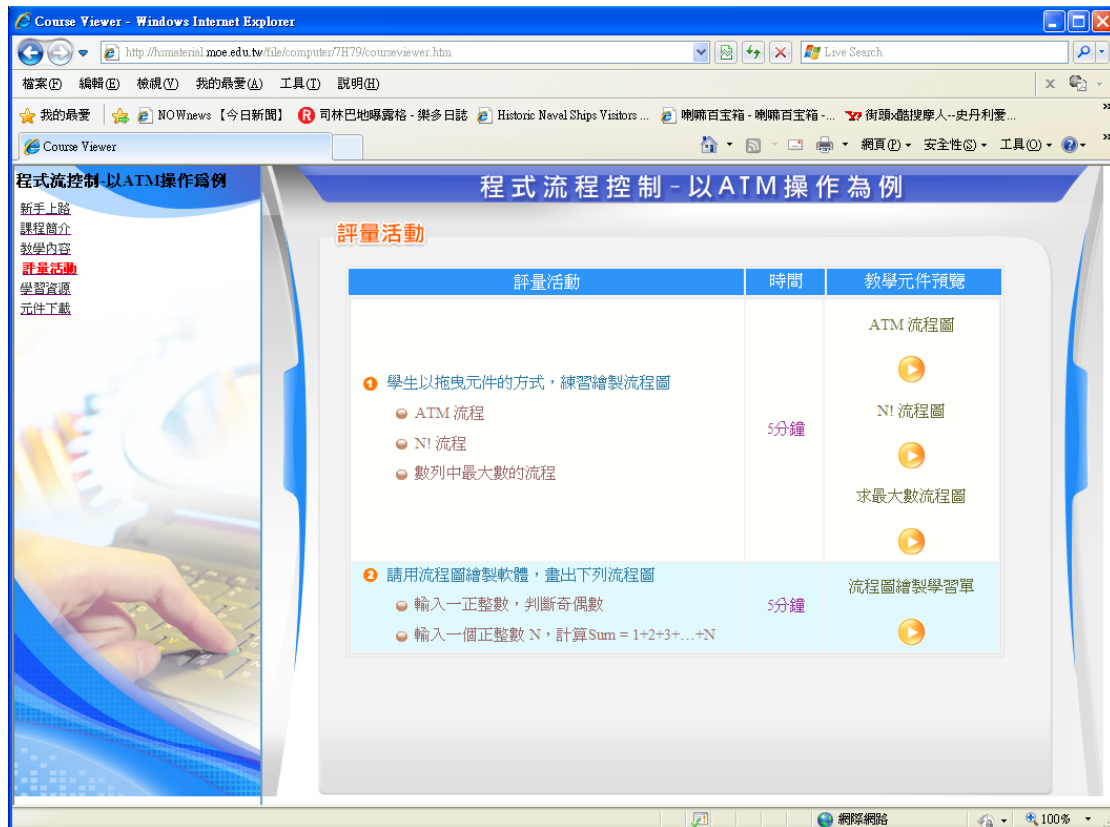 Course Viewer - Windows Internet Explorer
http://hsmaterial.moe.edu.tw/file/computer/7H79/courseviewer.htm
Live Search
檔案(F) 編輯(E) 檢視(V) 我的最愛(A) 工具(T) 說明(H)
我的最愛 NOWnews【今日新聞】 司林巴地曝露格 - 樂多日誌 Historic Naval Ships Visitors ... 喇嘛百宝箱 - 喇嘛百宝箱 -... 街頭x酷搜摩人--史丹利愛...
Course Viewer 網頁(P) 安全性(S) 工具(O)
程式流控制-以ATM操作為例
新手上路
課程簡介
教學內容
評量活動
學習資源
元件下載
程式流程控制-以ATM操作為例
評量活動
評量活動 時間 教學元件預覽
1 學生以拖曳元件的方式，練習繪製流程圖
ATM 流程
N! 流程
數列中最大數的流程
5分鐘
ATM 流程圖
N! 流程圖
求最大數流程圖
2 請用流程圖繪製軟體，畫出下列流程圖
輸入一正整數，判斷奇偶數
輸入一個正整數 N，計算Sum = 1+2+3+…+N
5分鐘
流程圖繪製學習單
網際網路 100%